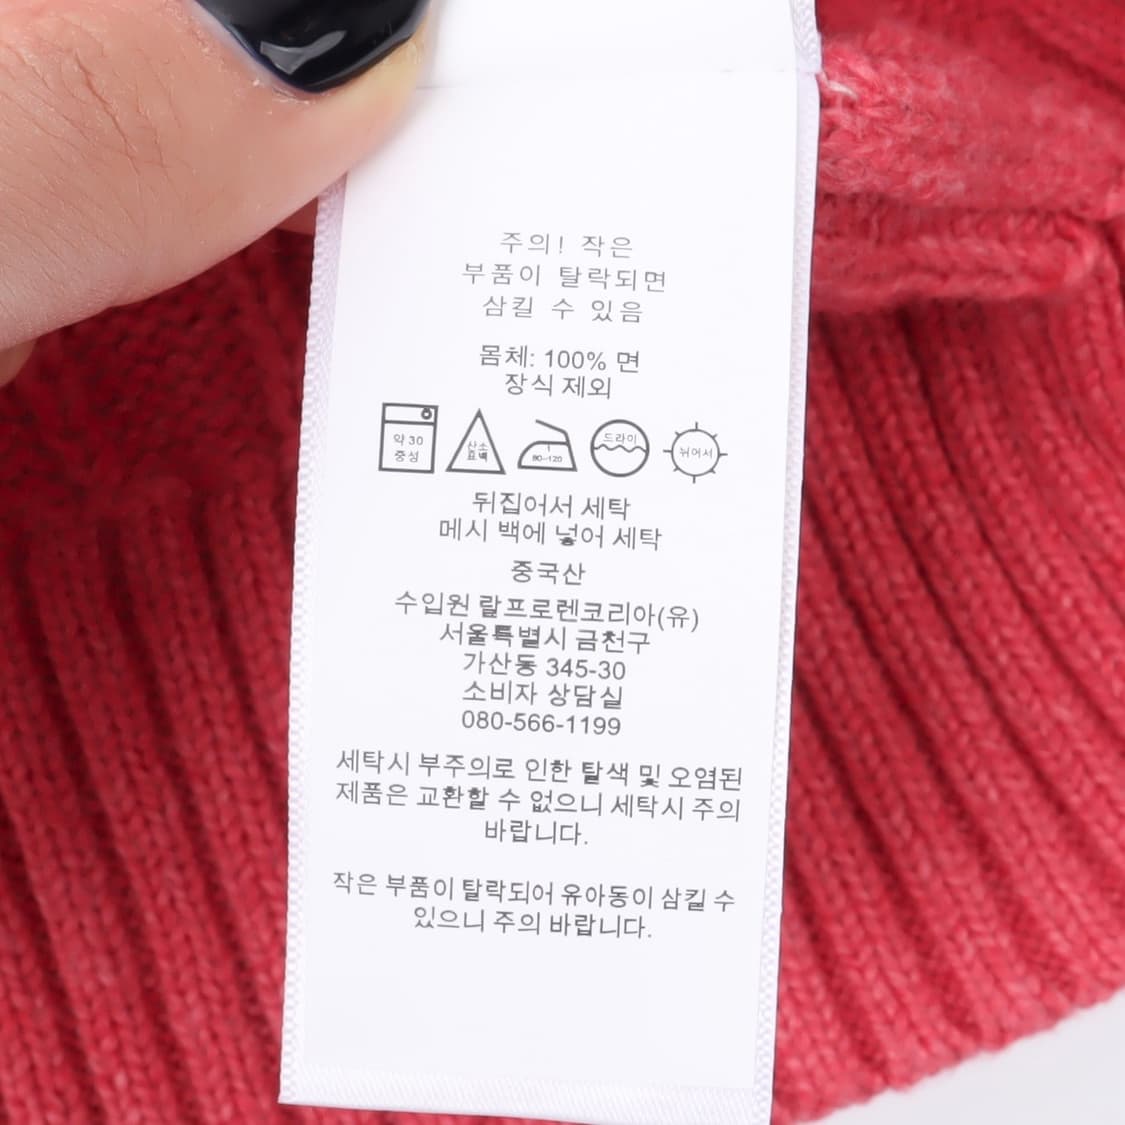 주의! 작은
부품이 탈락되면
삼킬 수 있음
몸체: 100% 면
장식 제외
약 30
중성
산소
표백
80~120
드라이
뉘어서
뒤집어서 세탁
메시 백에 넣어 세탁
중국산
수입원 랄프로렌코리아(유)
서울특별시 금천구
가산동 345-30
소비자 상담실
080-566-1199
세탁시 부주의로 인한 탈색 및 오염된
제품은 교환할 수 없으니 세탁시 주의
바랍니다.
작은 부품이 탈락되어 유아동이 삼킬 수
있으니 주의 바랍니다.